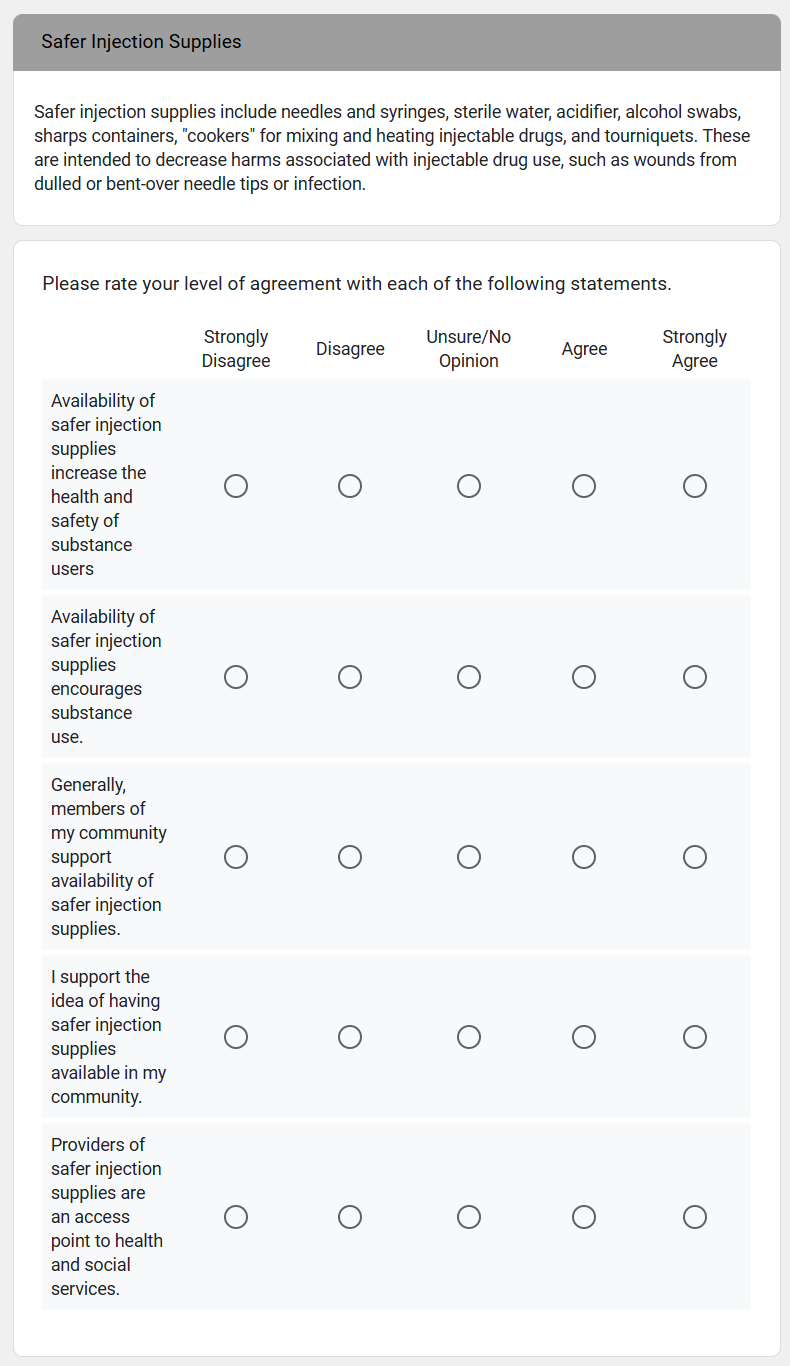 Safer Injection Supplies
Safer injection supplies include needles and syringes, sterile water, acidifier, alcohol swabs,
sharps containers, "cookers" for mixing and heating injectable drugs, and tourniquets. These
are intended to decrease harms associated with injectable drug use, such as wounds from
dulled or bent-over needle tips or infection.
Please rate your level of agreement with each of the following statements.
Strongly
Disagree
Disagree
Unsure/No
Opinion
Agree
Strongly
Agree
Availability of
safer injection
supplies
increase the
health and
safety of
substance
users
Availability of
safer injection
supplies
encourages
substance
use.
Generally,
members of
my community
support
availability of
safer injection
supplies.
I support the
idea of having
safer injection
supplies
available in my
community.
Providers of
safer injection
supplies are
an access
point to health
and social
services.